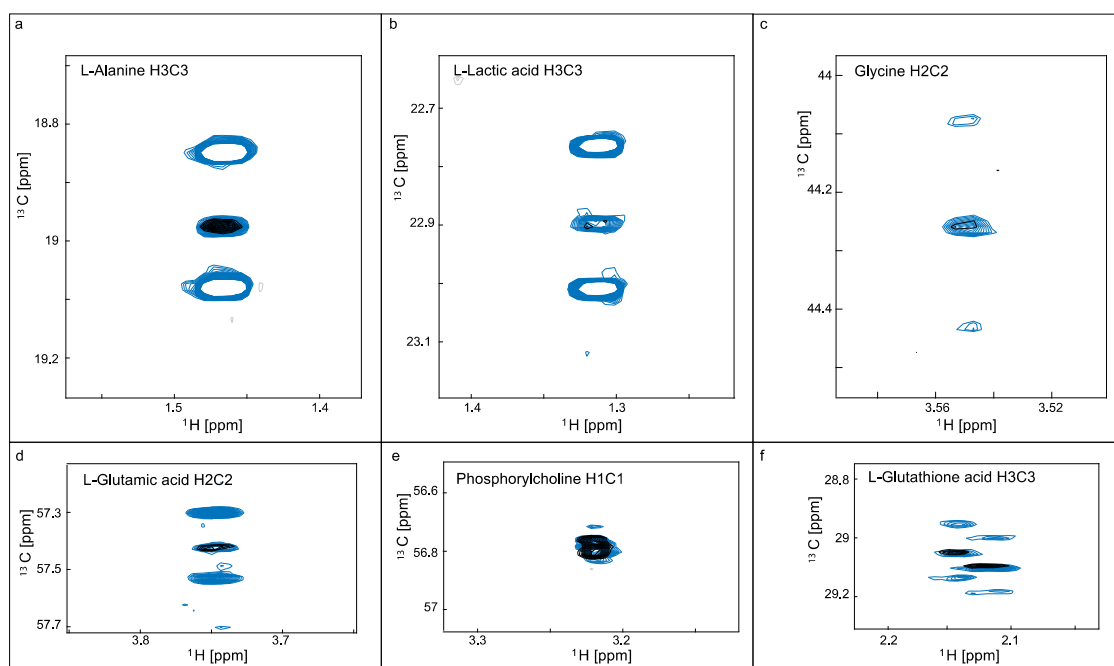 a
L-Alanine H3C3
18.8
19
19.2
13 C [ppm]
1.5
1.4
1H [ppm]
b
L-Lactic acid H3C3
22.7
22.9
23.1
13 C [ppm]
1.4
1.3
1H [ppm]
c
Glycine H2C2
44
44.2
44.4
13 C [ppm]
3.56
3.52
1H [ppm]
d
L-Glutamic acid H2C2
57.3
57.5
57.7
13 C [ppm]
3.8
3.7
1H [ppm]
e
Phosphorylcholine H1C1
56.6
56.8
57
13 C [ppm]
3.3
3.2
1H [ppm]
f
L-Glutathione acid H3C3
28.8
29
29.2
13 C [ppm]
2.2
2.1
1H [ppm]